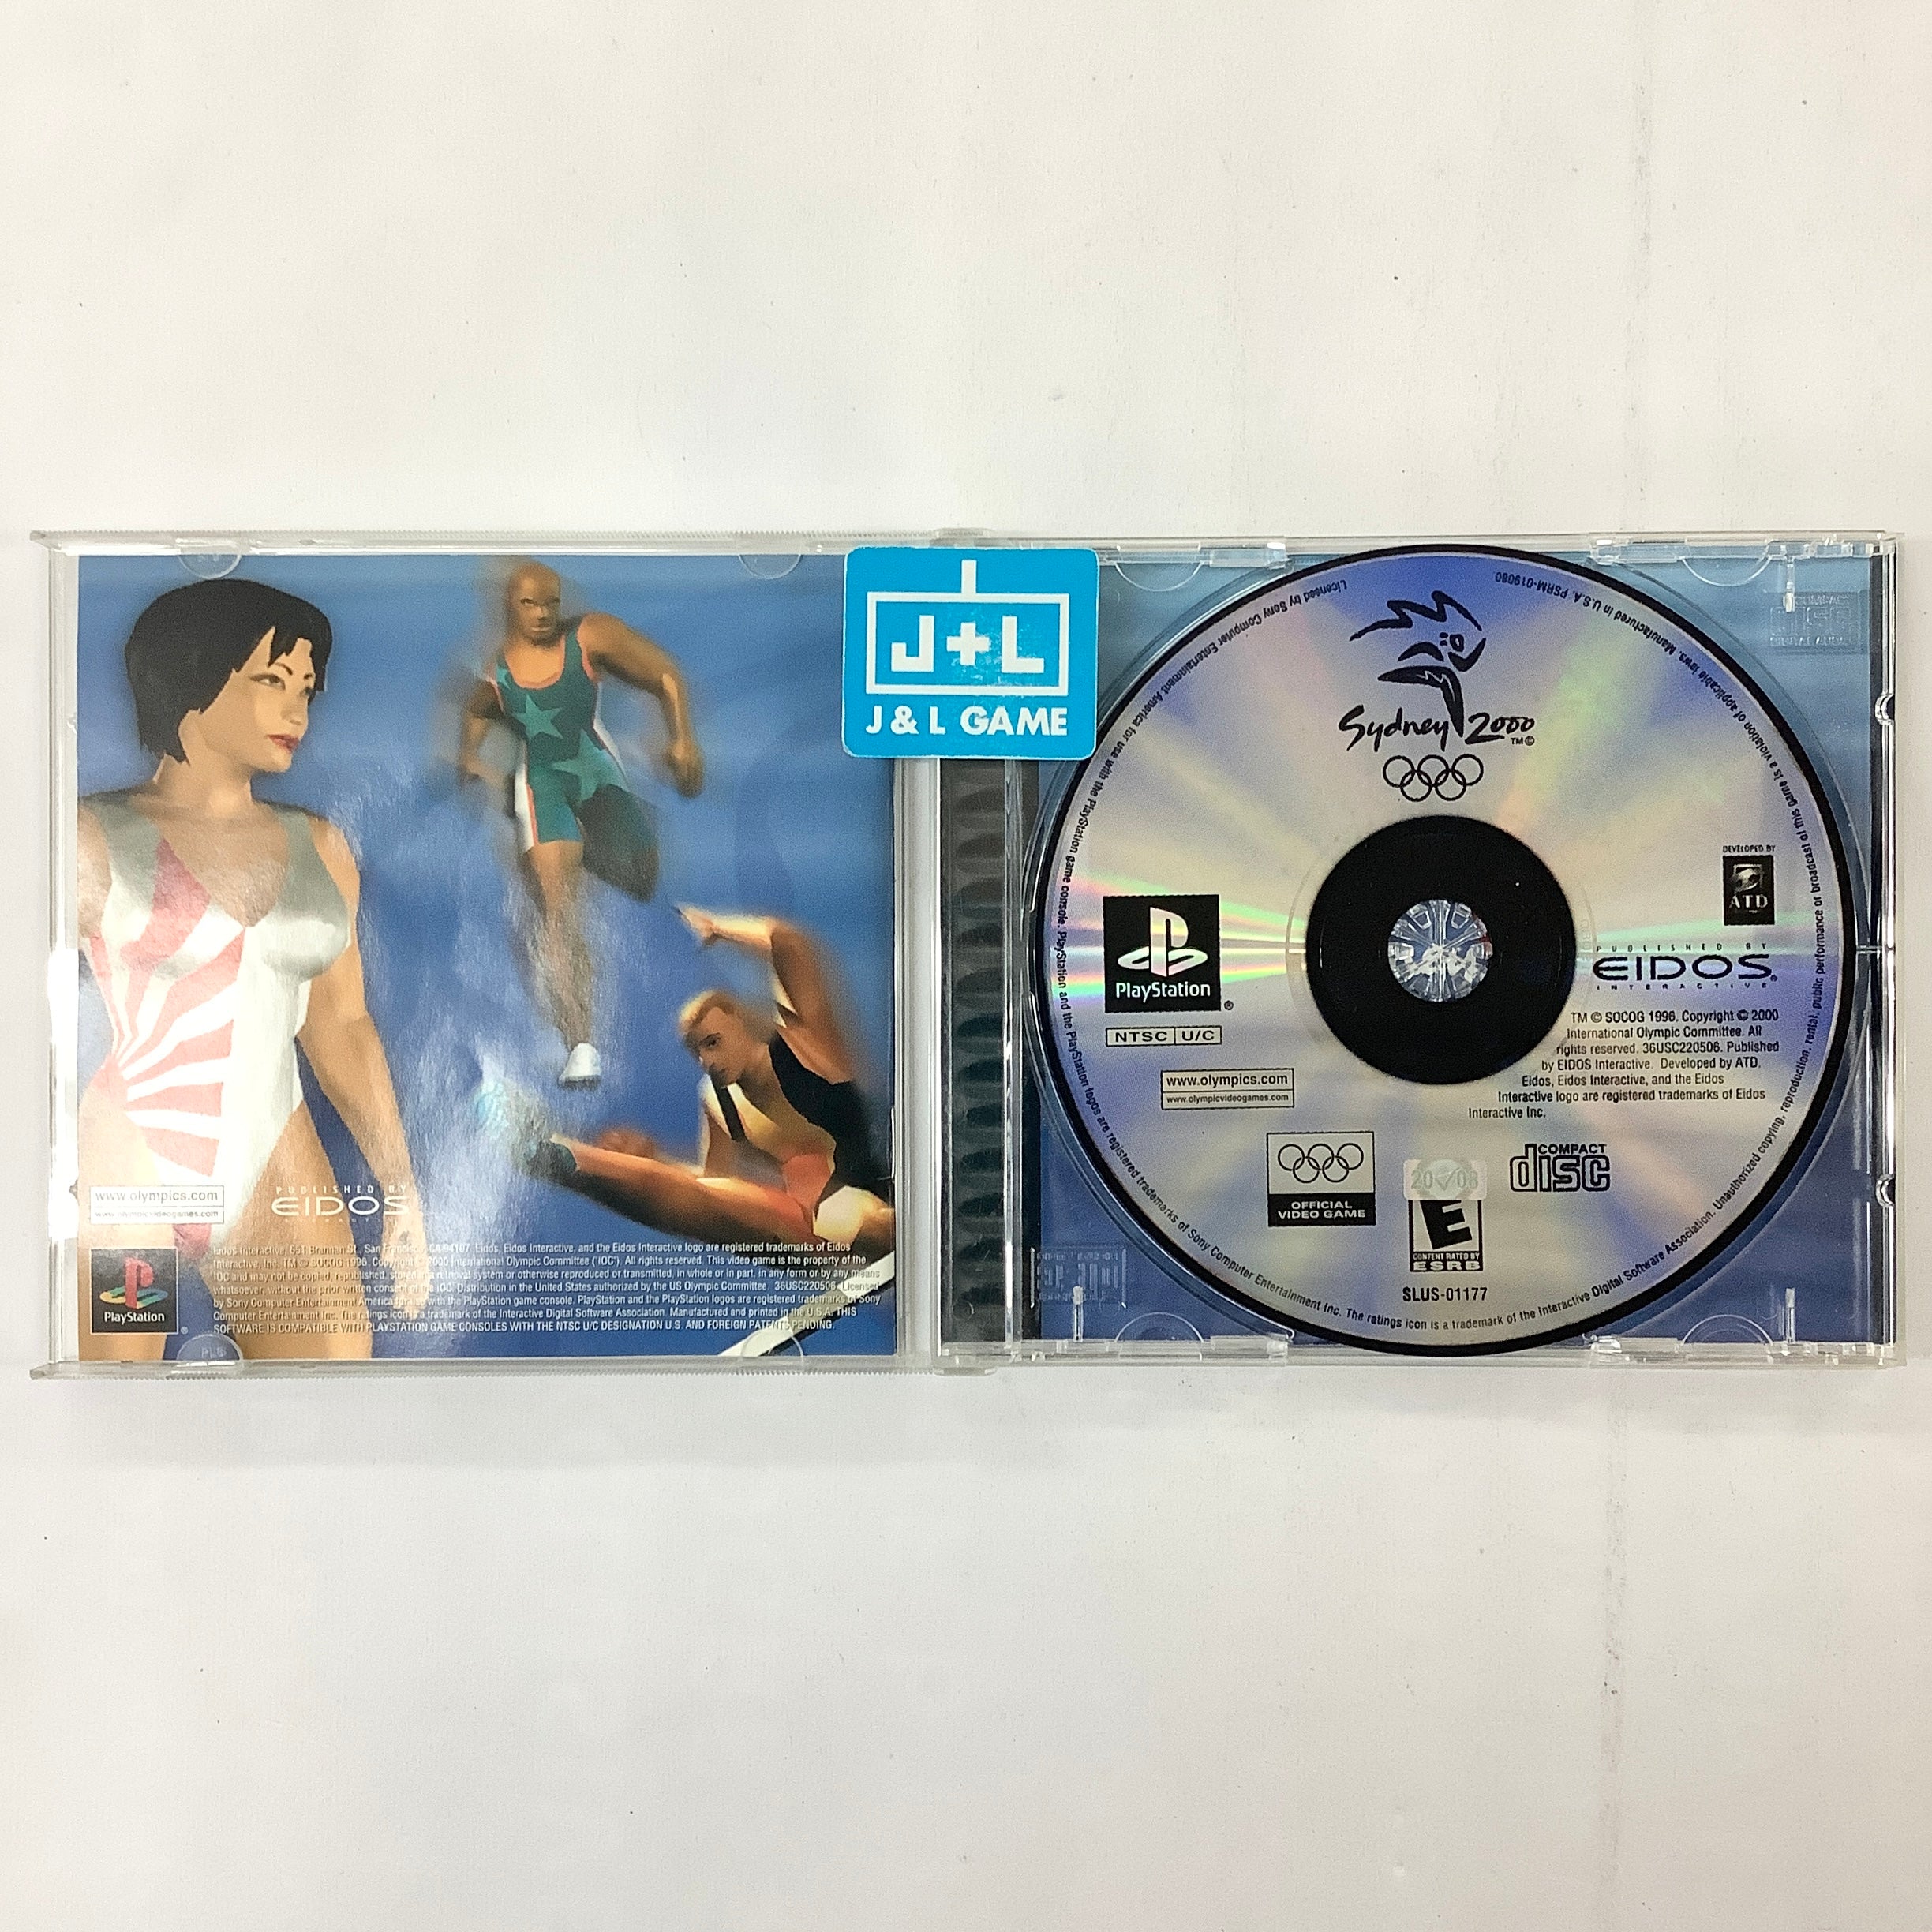 J+L
J & L GAME
www.olympics.com
www.olympicvideogames.com
PUBLISHED BY
EIDOS
PlayStation
®
Eidos Interactive, 651 Brannan St., San Francisco, CA 94107. Eidos, Eidos Interactive, and the Eidos Interactive logo are registered trademarks of Eidos
Interactive, Inc. TM © SOCOG 1996. Copyright © 2000 International Olympic Committee ("IOC"). All rights reserved. This video game is the property of the
IOC and may not be copied, republished, stored in a retrieval system or otherwise reproduced or transmitted, in whole or in part, in any form or by any means
whatsoever, without the prior written consent of the IOC. Distribution in the United States authorized by the US Olympic Committee. 36USC220506. Licensed
by Sony Computer Entertainment America for use with the PlayStation game console. PlayStation and the PlayStation logos are registered trademarks of Sony
Computer Entertainment Inc. The ratings icon is a trademark of the Interactive Digital Software Association. Manufactured and printed in the U.S.A. THIS
SOFTWARE IS COMPATIBLE WITH PLAYSTATION GAME CONSOLES WITH THE NTSC U/C DESIGNATION U.S. AND FOREIGN PATENTS PENDING.
Sydney 2000
™©
DEVELOPED BY
ATD
PlayStation
®
NTSC U/C
PUBLISHED BY
EIDOS
INTERACTIVE
®
TM © SOCOG 1996. Copyright © 2000
International Olympic Committee. All
rights reserved. 36USC220506. Published
by EIDOS Interactive. Developed by ATD.
Eidos, Eidos Interactive, and the Eidos
Interactive logo are registered trademarks of Eidos
Interactive Inc.
www.olympics.com
www.olympicvideogames.com
OFFICIAL
VIDEO GAME
2008
E
CONTENT RATED BY
ESRB
COMPACT
disc
SLUS-01177
Licensed by Sony Computer Entertainment America for use with the PlayStation game console. PlayStation and the PlayStation logos are registered trademarks of Sony Computer Entertainment Inc. The ratings icon is a trademark of the Interactive Digital Software Association. Unauthorized copying, reproduction, rental, public performance or broadcast of this game is a violation of applicable laws. Manufactured in U.S.A. PSRM-019080